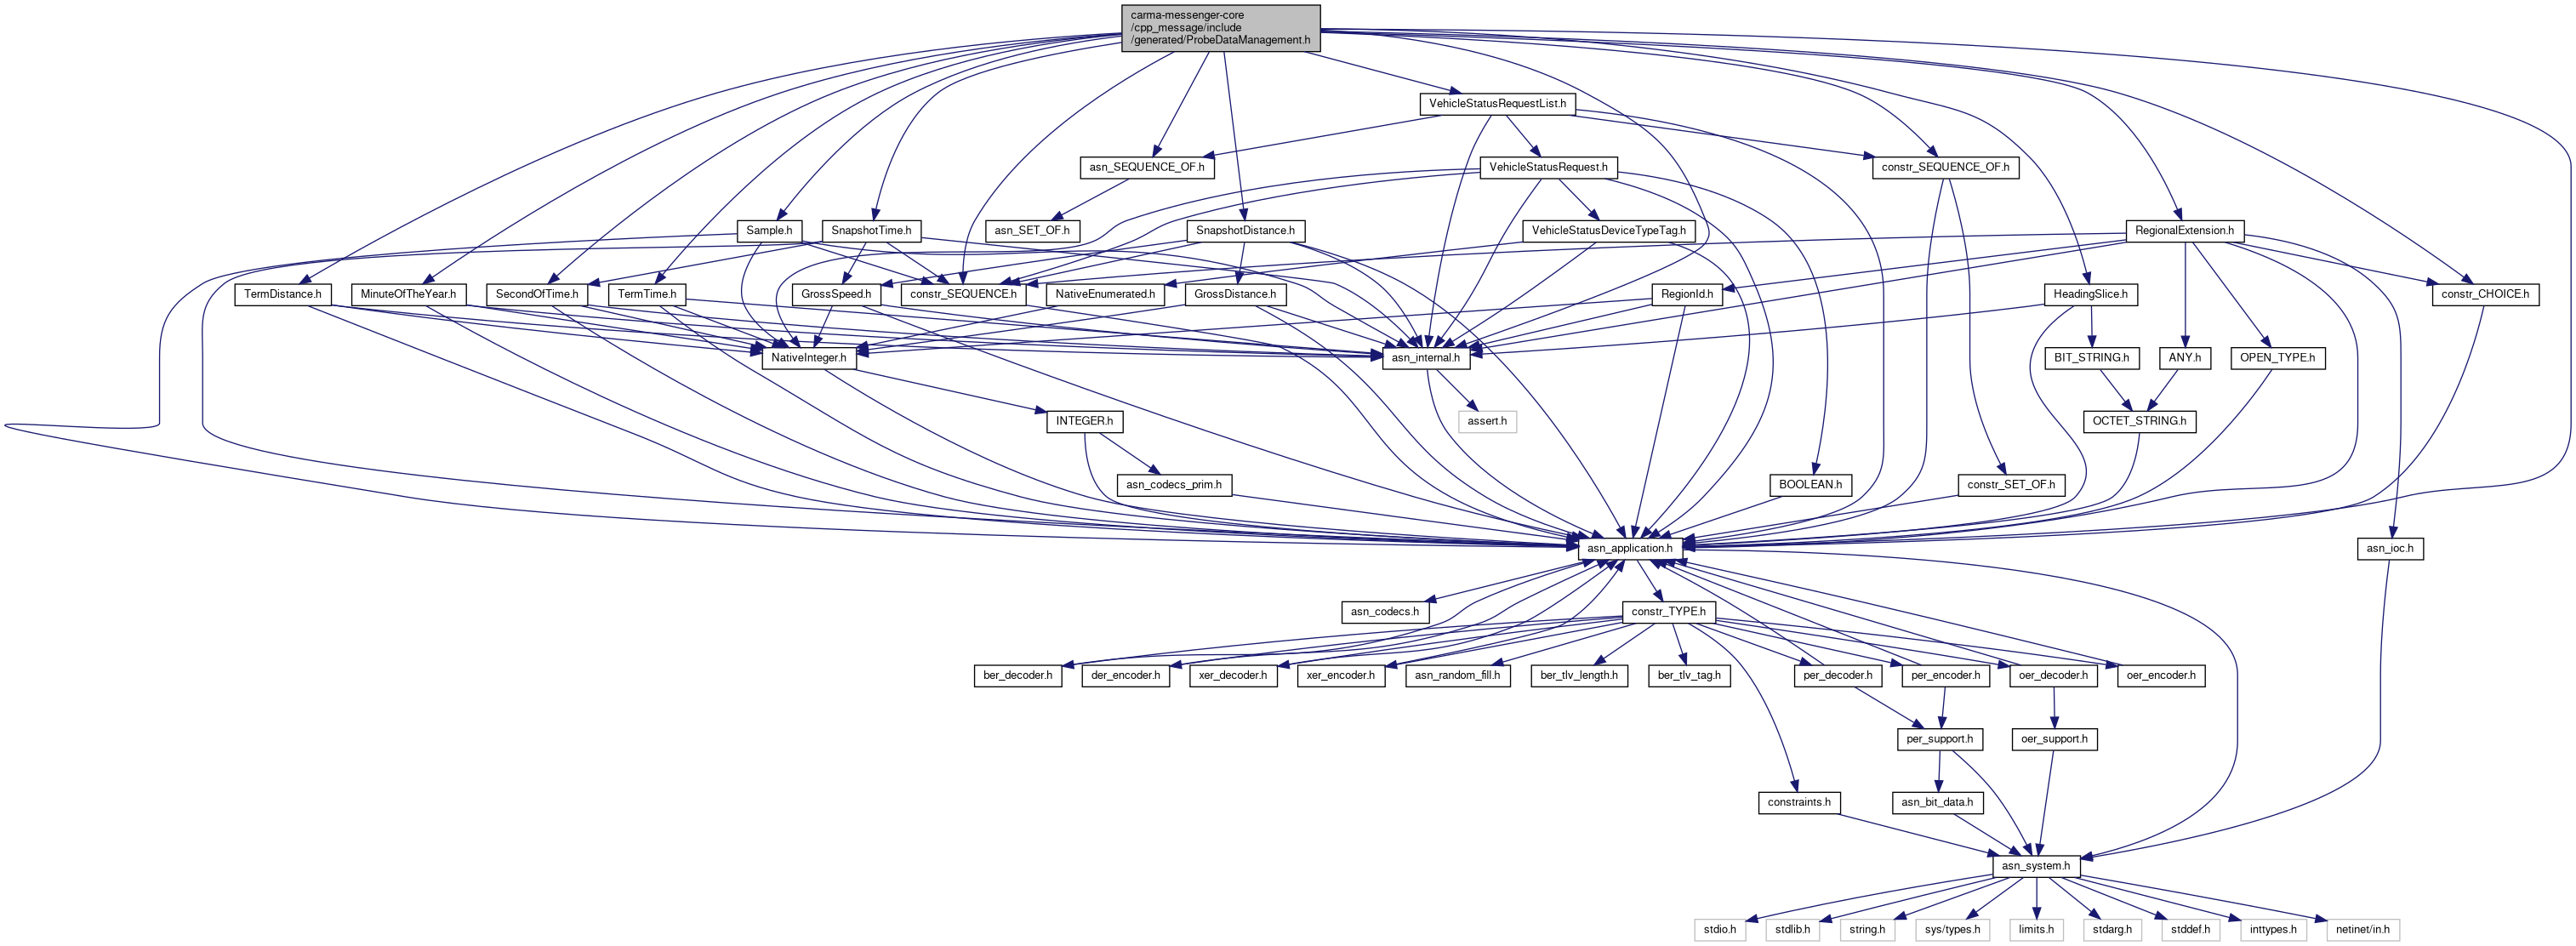 carma-messenger-core
/cpp_message/include
/generated/ProbeDataManagement.h
VehicleStatusRequestList.h
asn_SEQUENCE_OF.h
VehicleStatusRequest.h
constr_SEQUENCE_OF.h
Sample.h
SnapshotTime.h
asn_SET_OF.h
SnapshotDistance.h
VehicleStatusDeviceTypeTag.h
RegionalExtension.h
TermDistance.h
MinuteOfTheYear.h
SecondOfTime.h
TermTime.h
GrossSpeed.h
constr_SEQUENCE.h
NativeEnumerated.h
GrossDistance.h
RegionId.h
HeadingSlice.h
constr_CHOICE.h
NativeInteger.h
asn_internal.h
BIT_STRING.h
ANY.h
OPEN_TYPE.h
INTEGER.h
assert.h
OCTET_STRING.h
asn_codecs_prim.h
BOOLEAN.h
constr_SET_OF.h
asn_application.h
asn_ioc.h
asn_codecs.h
constr_TYPE.h
ber_decoder.h
der_encoder.h
xer_decoder.h
xer_encoder.h
asn_random_fill.h
ber_tlv_length.h
ber_tlv_tag.h
per_decoder.h
per_encoder.h
oer_decoder.h
oer_encoder.h
per_support.h
oer_support.h
constraints.h
asn_bit_data.h
asn_system.h
stdio.h
stdlib.h
string.h
sys/types.h
limits.h
stdarg.h
stddef.h
inttypes.h
netinet/in.h